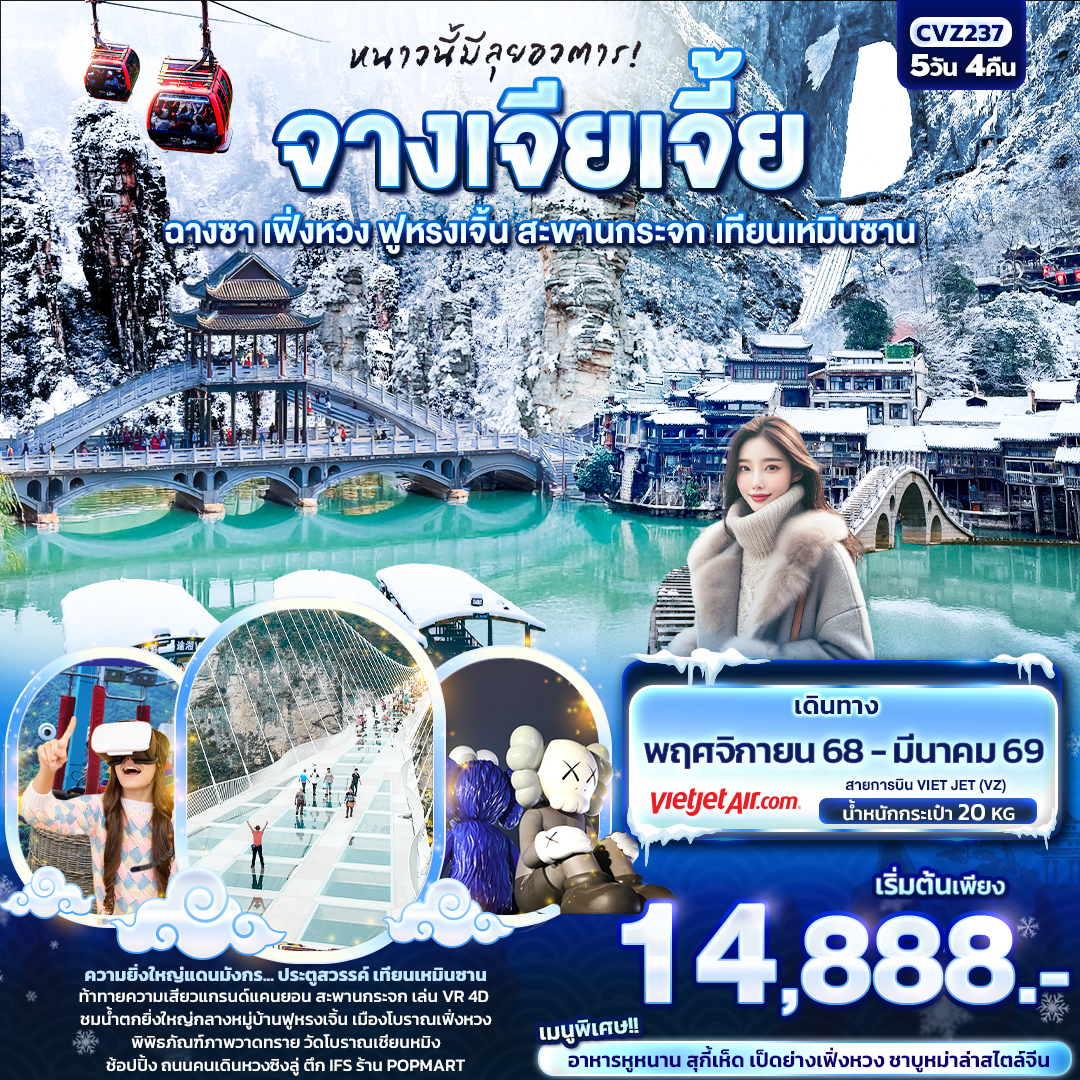 หนาวนี้มีลุยอวตาร!
CVZ237
5วัน 4คืน
จางเจียเจี้ย
ฉางซา เฟิ่งหวง ฟูหรงเจิ้น สะพานกระจก เทียนเหมินซาน
เดินทาง
พฤศจิกายน 68 - มีนาคม 69
สายการบิน VIET JET (VZ)
vietjetAir.com
น้ำหนักกระเป๋า 20 KG
เริ่มต้นเพียง
14,888.-
ความยิ่งใหญ่แดนมังกร... ประตูสวรรค์ เทียนเหมินซาน
ท้าทายความเสียวแกรนด์แคนยอน สะพานกระจก เล่น VR 4D
ชมน้ำตกยิ่งใหญ่กลางหมู่บ้านฟูหรงเจิ้น เมืองโบราณเฟิ่งหวง
พิพิธภัณฑ์ภาพวาดทราย วัดโบราณเซียนหมิง
ช้อปปิ้ง ถนนคนเดินหวงซิงลู่ ตึก IFS ร้าน POPMART
เมนูพิเศษ!!
อาหารหูหนาน สุกี้เห็ด เป็ดย่างเฟิ่งหวง ชาบูหม่าล่าสไตล์จีน